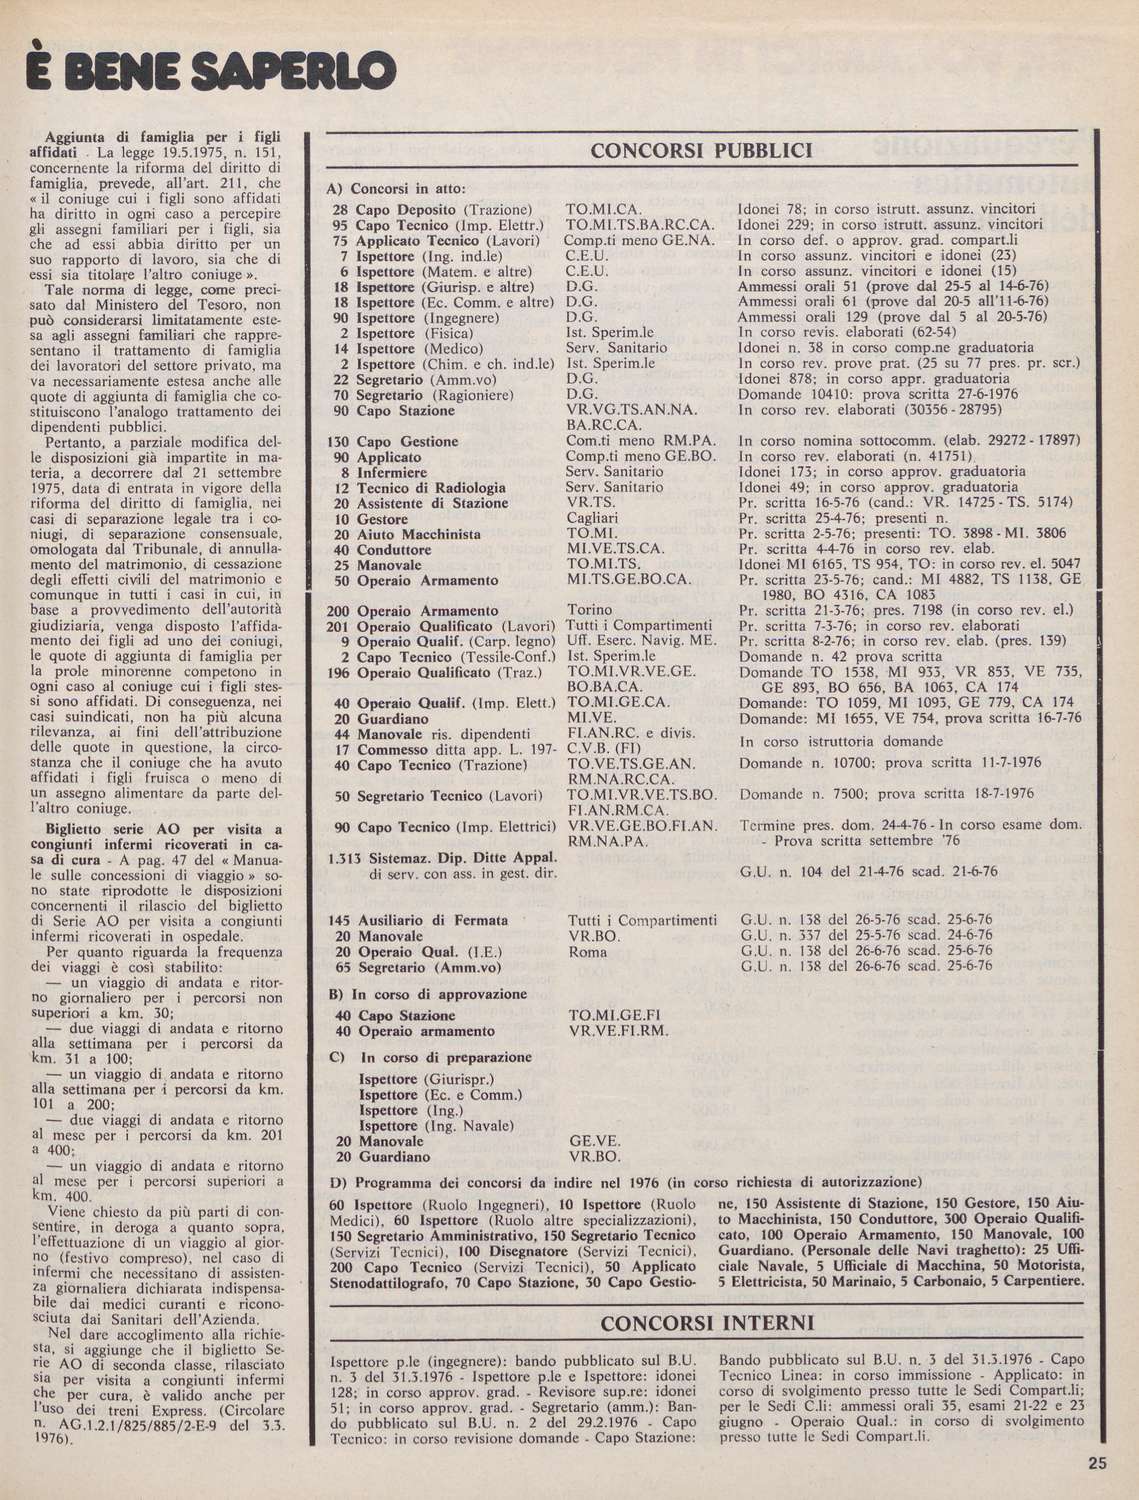 È BENE SAPERLO
Aggiunta di famiglia per i figli
affidati - La legge 19.5.1975, n. 151,
concernente la riforma del diritto di
famiglia, prevede, all'art. 211, che
« il coniuge cui i figli sono affidati
ha diritto in ogni caso a percepire
gli assegni familiari per i figli, sia
che ad essi abbia diritto per un
suo rapporto di lavoro, sia che di
essi sia titolare l'altro coniuge ».
Tale norma di legge, come preci-
sato dal Ministero del Tesoro, non
può considerarsi limitatamente este-
sa agli assegni familiari che rappre-
sentano il trattamento di famiglia
dei lavoratori del settore privato, ma
va necessariamente estesa anche alle
quote di aggiunta di famiglia che co-
stituiscono l'analogo trattamento dei
dipendenti pubblici.
Pertanto, a parziale modifica del-
le disposizioni già impartite in ma-
teria, a decorrere dal 21 settembre
1975, data di entrata in vigore della
riforma del diritto di famiglia, nei
casi di separazione legale tra i co-
niugi, di separazione consensuale,
omologata dal Tribunale, di annulla-
mento del matrimonio, di cessazione
degli effetti civili del matrimonio e
comunque in tutti i casi in cui, in
base a provvedimento dell'autorità
giudiziaria, venga disposto l'affida-
mento dei figli ad uno dei coniugi,
le quote di aggiunta di famiglia per
la prole minorenne competono in
ogni caso al coniuge cui i figli stes-
si sono affidati. Di conseguenza, nei
casi suindicati, non ha più alcuna
rilevanza, ai fini dell'attribuzione
delle quote in questione, la circo-
stanza che il coniuge che ha avuto
affidati i figli fruisca o meno di
un assegno alimentare da parte del-
l'altro coniuge.
Biglietto serie AO per visita a
congiunti infermi ricoverati in ca-
sa di cura - A pag. 47 del « Manua-
le sulle concessioni di viaggio » so-
no state riprodotte le disposizioni
concernenti il rilascio del biglietto
di Serie AO per visita a congiunti
infermi ricoverati in ospedale.
Per quanto riguarda la frequenza
dei viaggi è così stabilito:
— un viaggio di andata e ritor-
no giornaliero per i percorsi non
superiori a km. 30;
— due viaggi di andata e ritorno
alla settimana per i percorsi da
km. 31 a 100;
— un viaggio di andata e ritorno
alla settimana per i percorsi da km.
101 a 200;
— due viaggi di andata e ritorno
al mese per i percorsi da km. 201
a 400;
— un viaggio di andata e ritorno
al mese per i percorsi superiori a
km. 400.
Viene chiesto da più parti di con-
sentire, in deroga a quanto sopra,
l'effettuazione di un viaggio al gior-
no (festivo compreso), nel caso di
infermi che necessitano di assisten-
za giornaliera dichiarata indispensa-
bile dai medici curanti e ricono-
sciuta dai Sanitari dell'Azienda.
Nel dare accoglimento alla richie-
sta, si aggiunge che il biglietto Se-
rie AO di seconda classe, rilasciato
sia per visita a congiunti infermi
che per cura, è valido anche per
l'uso dei treni Express. (Circolare
n. AG.1.2.1/825/885/2-E-9 del 3.3.
1976).
CONCORSI PUBBLICI
A) Concorsi in atto:
28 Capo Deposito (Trazione) TO.MI.CA. Idonei 78; in corso istrutt. assunz. vincitori
95 Capo Tecnico (Imp. Elettr.) TO.MI.TS.BA.RC.CA. Idonei 229; in corso istrutt. assunz. vincitori
75 Applicato Tecnico (Lavori) Comp.ti meno GE.NA. In corso def. o approv. grad. compart.li
7 Ispettore (Ing. ind.le) C.E.U. In corso assunz. vincitori e idonei (23)
6 Ispettore (Matem. e altre) C.E.U. In corso assunz. vincitori e idonei (15)
18 Ispettore (Giurisp. e altre) D.G. Ammessi orali 51 (prove dal 25-5 al 14-6-76)
18 Ispettore (Ec. Comm. e altre) D.G. Ammessi orali 61 (prove dal 20-5 all'11-6-76)
90 Ispettore (Ingegnere) D.G. Ammessi orali 129 (prove dal 5 al 20-5-76)
2 Ispettore (Fisica) Ist. Sperim.le In corso revis. elaborati (62-54)
14 Ispettore (Medico) Serv. Sanitario Idonei n. 38 in corso comp.ne graduatoria
2 Ispettore (Chim. e ch. ind.le) Ist. Sperim.le In corso rev. prove prat. (25 su 77 pres. pr. scr.)
22 Segretario (Amm.vo) D.G. Idonei 878; in corso appr. graduatoria
70 Segretario (Ragioniere) D.G. Domande 10410: prova scritta 27-6-1976
90 Capo Stazione VR.VG.TS.AN.NA. In corso rev. elaborati (30356 - 28795)
BA.RC.CA.
130 Capo Gestione Com.ti meno RM.PA. In corso nomina sottocomm. (elab. 29272 - 17897)
90 Applicato Comp.ti meno GE.BO. In corso rev. elaborati (n. 41751)
8 Infermiere Serv. Sanitario Idonei 173; in corso approv. graduatoria
12 Tecnico di Radiologia Serv. Sanitario Idonei 49; in corso approv. graduatoria
20 Assistente di Stazione VR.TS. Pr. scritta 16-5-76 (cand.: VR. 14725 - TS. 5174)
10 Gestore Cagliari Pr. scritta 25-4-76; presenti n.
20 Aiuto Macchinista TO.MI. Pr. scritta 2-5-76; presenti: TO. 3898 - MI. 3806
40 Conduttore MI.VE.TS.CA. Pr. scritta 4-4-76 in corso rev. elab.
25 Manovale TO.MI.TS. Idonei MI 6165, TS 954, TO: in corso rev. el. 5047
50 Operaio Armamento MI.TS.GE.BO.CA. Pr. scritta 23-5-76; cand.: MI 4882, TS 1138, GE
1980, BO 4316, CA 1083
200 Operaio Armamento Torino Pr. scritta 21-3-76; pres. 7198 (in corso rev. el.)
201 Operaio Qualificato (Lavori) Tutti i Compartimenti Pr. scritta 7-3-76; in corso rev. elaborati
9 Operaio Qualif. (Carp. legno) Uff. Eserc. Navig. ME. Pr. scritta 8-2-76; in corso rev. elab. (pres. 139)
2 Capo Tecnico (Tessile-Conf.) Ist. Sperim.le Domande n. 42 prova scritta
196 Operaio Qualificato (Traz.) TO.MI.VR.VE.GE. Domande TO 1538, MI 933, VR 853, VE 735,
BO.BA.CA. GE 893, BO 656, BA 1063, CA 174
40 Operaio Qualif. (Imp. Elett.) TO.MI.GE.CA. Domande: TO 1059, MI 1093, GE 779, CA 174
20 Guardiano MI.VE. Domande: MI 1655, VE 754, prova scritta 16-7-76
44 Manovale ris. dipendenti FI.AN.RC. e divis.
17 Commesso ditta app. L. 197- C.V.B. (FI) In corso istruttoria domande
40 Capo Tecnico (Trazione) TO.VE.TS.GE.AN. Domande n. 10700; prova scritta 11-7-1976
RM.NA.RC.CA.
50 Segretario Tecnico (Lavori) TO.MI.VR.VE.TS.BO. Domande n. 7500; prova scritta 18-7-1976
FI.AN.RM.CA.
90 Capo Tecnico (Imp. Elettrici) VR.VE.GE.BO.FI.AN. Termine pres. dom. 24-4-76 - In corso esame dom.
RM.NA.PA. - Prova scritta settembre '76
1.313 Sistemaz. Dip. Ditte Appal.
di serv. con ass. in gest. dir. G.U. n. 104 del 21-4-76 scad. 21-6-76
145 Ausiliario di Fermata Tutti i Compartimenti G.U. n. 138 del 26-5-76 scad. 25-6-76
20 Manovale VR.BO. G.U. n. 337 del 25-5-76 scad. 24-6-76
20 Operaio Qual. (I.E.) Roma G.U. n. 138 del 26-6-76 scad. 25-6-76
65 Segretario (Amm.vo) G.U. n. 138 del 26-6-76 scad. 25-6-76
B) In corso di approvazione
40 Capo Stazione TO.MI.GE.FI
40 Operaio armamento VR.VE.FI.RM.
C) In corso di preparazione
Ispettore (Giurispr.)
Ispettore (Ec. e Comm.)
Ispettore (Ing.)
Ispettore (Ing. Navale)
20 Manovale GE.VE.
20 Guardiano VR.BO.
D) Programma dei concorsi da indire nel 1976 (in corso richiesta di autorizzazione)
60 Ispettore (Ruolo Ingegneri), 10 Ispettore (Ruolo
Medici), 60 Ispettore (Ruolo altre specializzazioni),
150 Segretario Amministrativo, 150 Segretario Tecnico
(Servizi Tecnici), 100 Disegnatore (Servizi Tecnici),
200 Capo Tecnico (Servizi Tecnici), 50 Applicato
Stenodattilografo, 70 Capo Stazione, 30 Capo Gestio-
ne, 150 Assistente di Stazione, 150 Gestore, 150 Aiu-
to Macchinista, 150 Conduttore, 300 Operaio Qualifi-
cato, 100 Operaio Armamento, 150 Manovale, 100
Guardiano. (Personale delle Navi traghetto): 25 Uffi-
ciale Navale, 5 Ufficiale di Macchina, 50 Motorista,
5 Elettricista, 50 Marinaio, 5 Carbonaio, 5 Carpentiere.
CONCORSI INTERNI
Ispettore p.le (ingegnere): bando pubblicato sul B.U.
n. 3 del 31.3.1976 - Ispettore p.le e Ispettore: idonei
128; in corso approv. grad. - Revisore sup.re: idonei
51; in corso approv. grad. - Segretario (amm.): Ban-
do pubblicato sul B.U. n. 2 del 29.2.1976 - Capo
Tecnico: in corso revisione domande - Capo Stazione:
Bando pubblicato sul B.U. n. 3 del 31.3.1976 - Capo
Tecnico Linea: in corso immissione - Applicato: in
corso di svolgimento presso tutte le Sedi Compart.li;
per le Sedi C.li: ammessi orali 35, esami 21-22 e 23
giugno - Operaio Qual.: in corso di svolgimento
presso tutte le Sedi Compart.li.
25